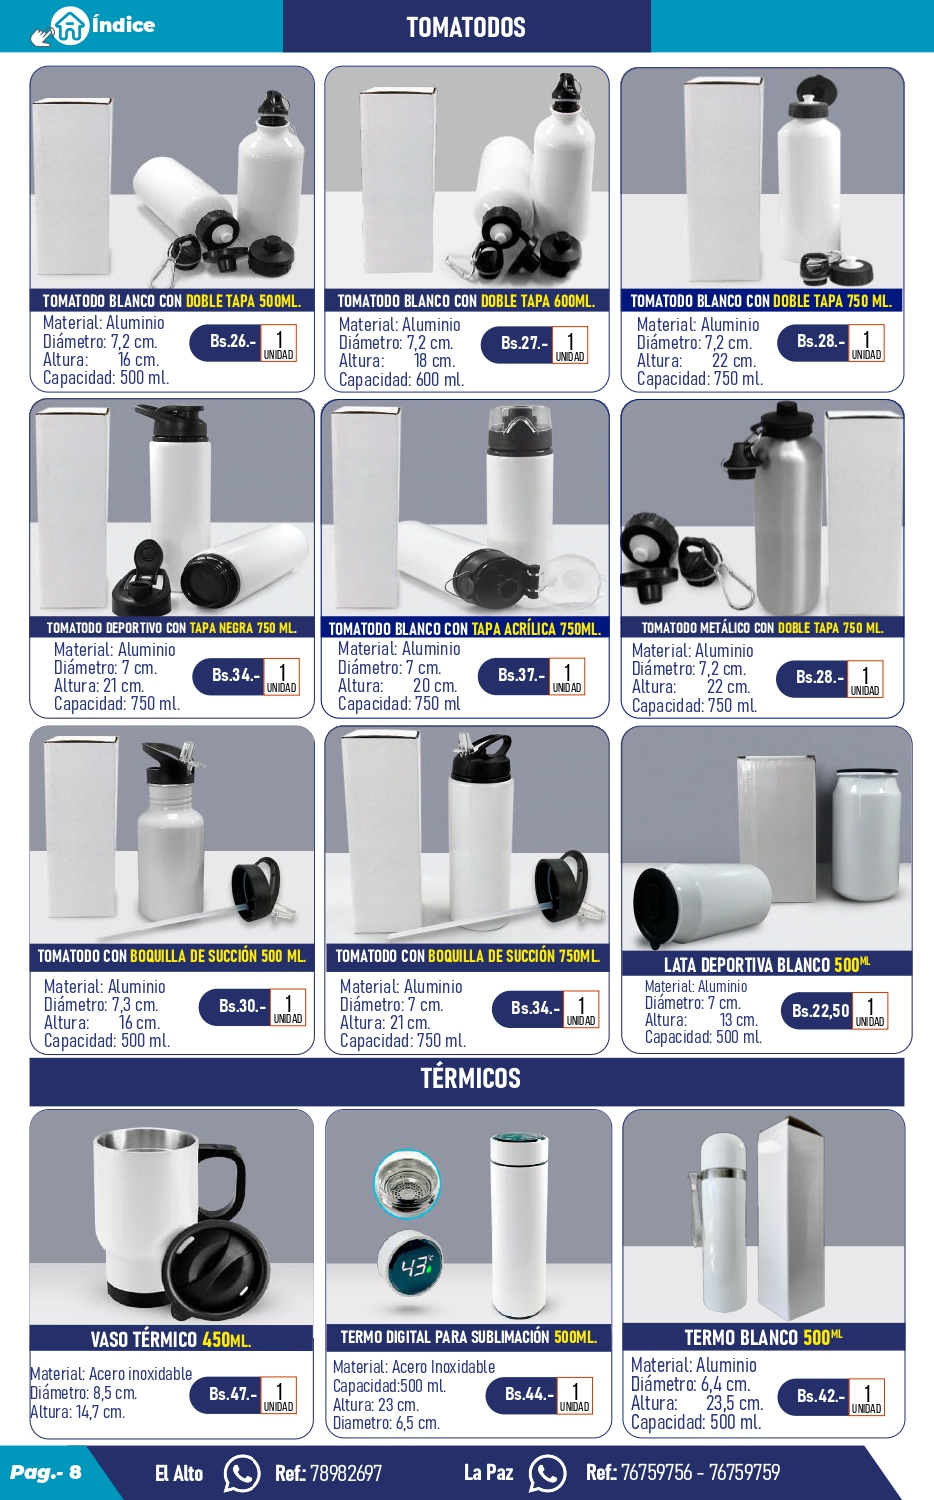 Índice
TOMATODOS
TOMATODO BLANCO CON DOBLE TAPA 500ML.
Material: Aluminio
Diámetro: 7,2 cm.
Altura: 16 cm.
Capacidad: 500 ml.
Bs.26.-
1
UNIDAD
TOMATODO BLANCO CON DOBLE TAPA 600ML.
Material: Aluminio
Diámetro: 7,2 cm.
Altura: 18 cm.
Capacidad: 600 ml.
Bs.27.-
1
UNIDAD
TOMATODO BLANCO CON DOBLE TAPA 750 ML.
Material: Aluminio
Diámetro: 7,2 cm.
Altura: 22 cm.
Capacidad: 750 ml.
Bs.28.-
1
UNIDAD
TOMATODO DEPORTIVO CON TAPA NEGRA 750 ML.
Material: Aluminio
Diámetro: 7 cm.
Altura: 21 cm.
Capacidad: 750 ml.
Bs.34.-
1
UNIDAD
TOMATODO BLANCO CON TAPA ACRÍLICA 750ML.
Material: Aluminio
Diámetro: 7 cm.
Altura: 20 cm.
Capacidad: 750 ml
Bs.37.-
1
UNIDAD
TOMATODO METÁLICO CON DOBLE TAPA 750 ML.
Material: Aluminio
Diámetro: 7,2 cm.
Altura: 22 cm.
Capacidad: 750 ml.
Bs.28.-
1
UNIDAD
TOMATODO CON BOQUILLA DE SUCCIÓN 500 ML.
Material: Aluminio
Diámetro: 7,3 cm.
Altura: 16 cm.
Capacidad: 500 ml.
Bs.30.-
1
UNIDAD
TOMATODO CON BOQUILLA DE SUCCIÓN 750ML.
Material: Aluminio
Diámetro: 7 cm.
Altura: 21 cm.
Capacidad: 750 ml.
Bs.34.-
1
UNIDAD
LATA DEPORTIVA BLANCO 500ML
Material: Aluminio
Diámetro: 7 cm.
Altura: 13 cm.
Capacidad: 500 ml.
Bs.22,50
1
UNIDAD
TÉRMICOS
VASO TÉRMICO 450ML.
Material: Acero inoxidable
Diámetro: 8,5 cm.
Altura: 14,7 cm.
Bs.47.-
1
UNIDAD
43°C
TERMO DIGITAL PARA SUBLIMACIÓN 500ML.
Material: Acero Inoxidable
Capacidad:500 ml.
Altura: 23 cm.
Diametro: 6,5 cm.
Bs.44.-
1
UNIDAD
TERMO BLANCO 500ML
Material: Aluminio
Diámetro: 6,4 cm.
Altura: 23,5 cm.
Capacidad: 500 ml.
Bs.42.-
1
UNIDAD
Pag.- 8
El Alto
Ref.: 78982697
La Paz
Ref.: 76759756 - 76759759